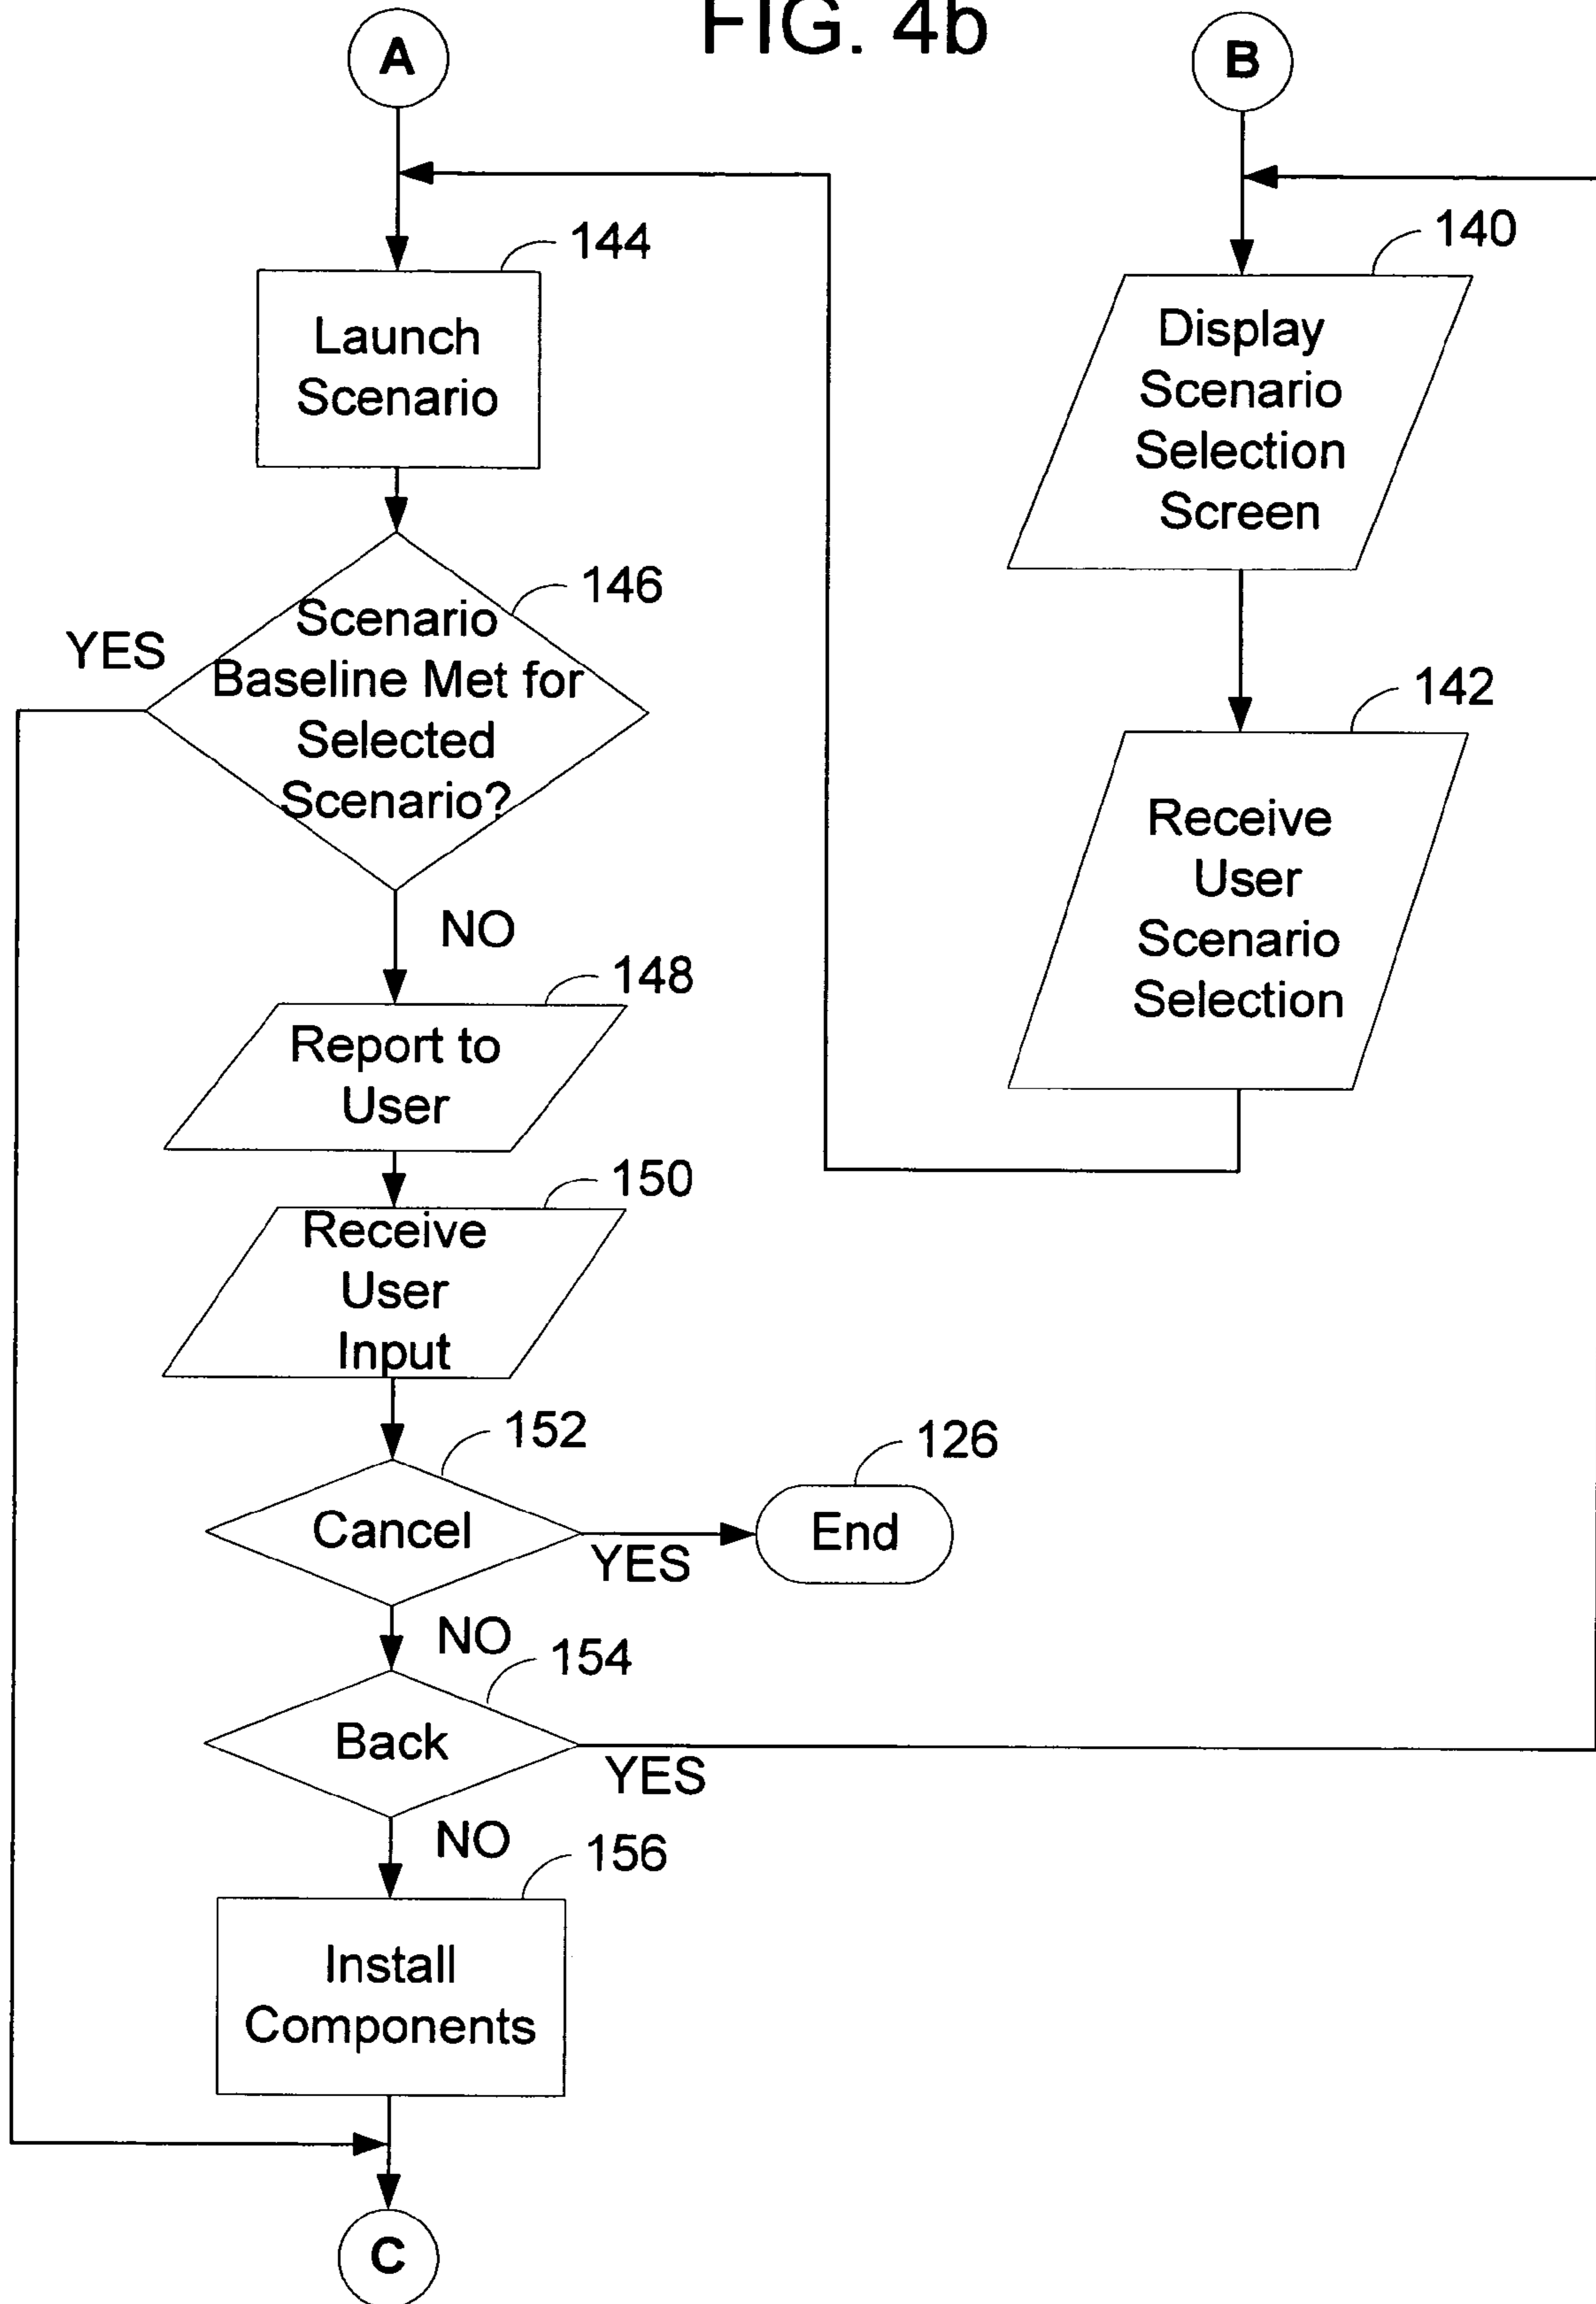 FIG. 4b
A
144
Launch
Scenario
146
Scenario
Baseline Met for
Selected
Scenario?
YES
NO
148
Report to
User
150
Receive
User
Input
152
Cancel
YES
126
End
NO
154
Back
YES
NO
156
Install
Components
C
B
140
Display
Scenario
Selection
Screen
142
Receive
User
Scenario
Selection